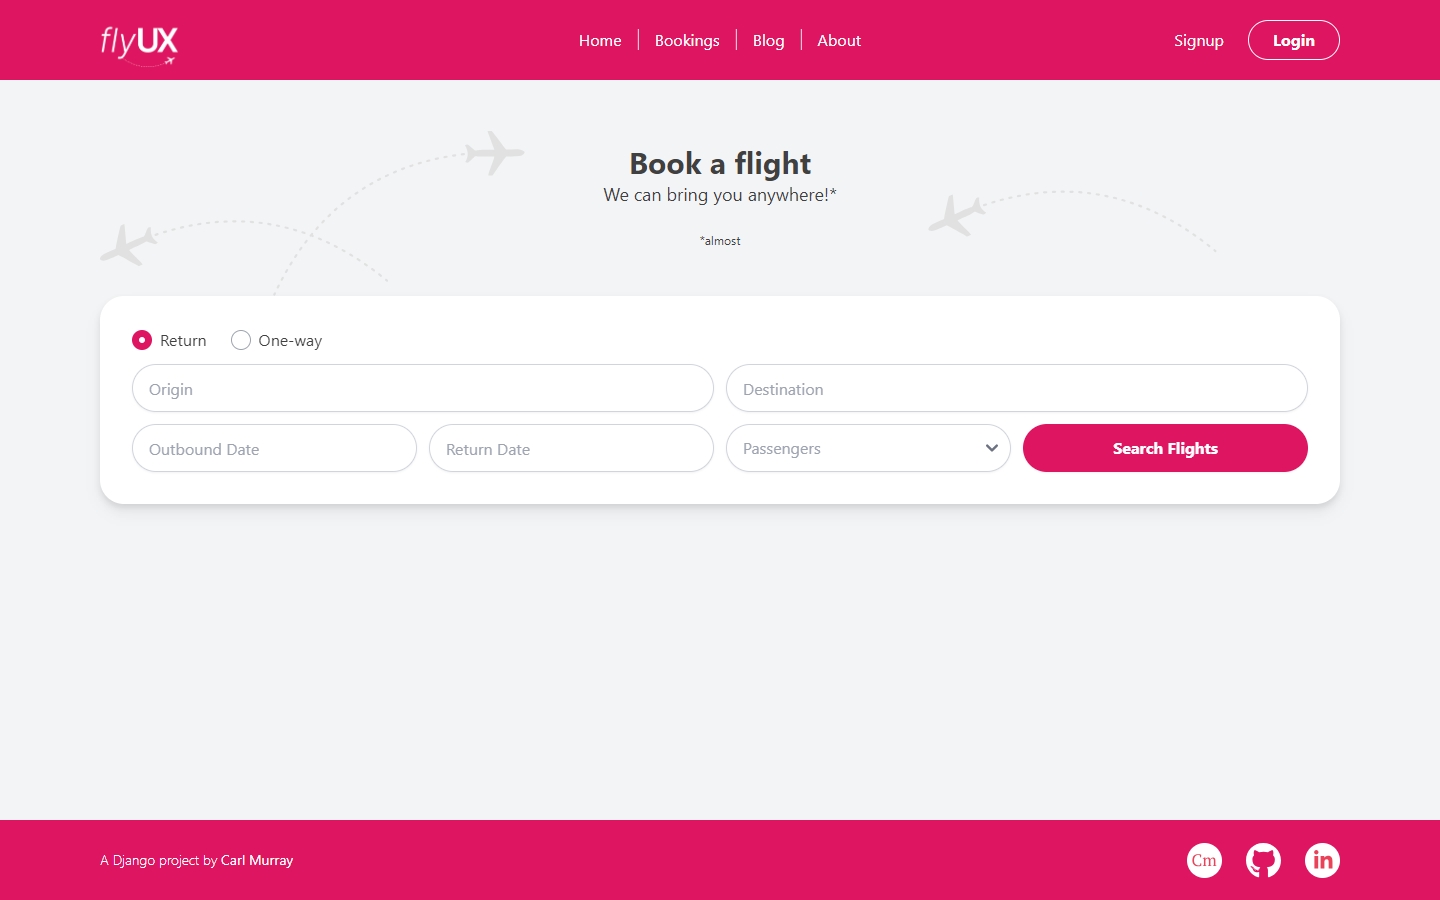 flyUX
Home
Bookings
Blog
About
Signup
Login
Book a flight
We can bring you anywhere!*
*almost
Return
One-way
Origin
Destination
Outbound Date
Return Date
Passengers
Search Flights
A Django project by Carl Murray
Cm
in